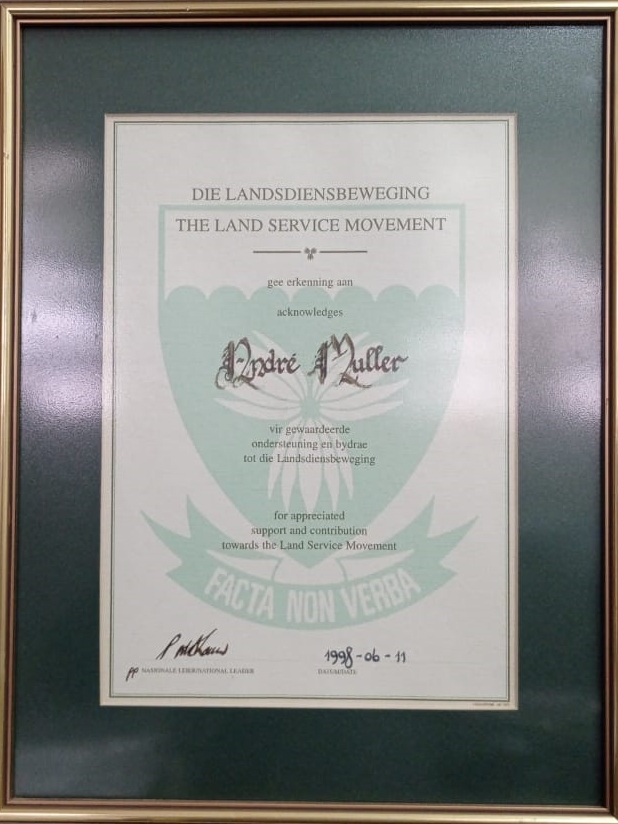 DIE LANDSDIENSBEWEGING
THE LAND SERVICE MOVEMENT
gee erkenning aan
acknowledges
André Muller
vir gewaardeerde
ondersteuning en bydrae
tot die Landsdiensbeweging
for appreciated
support and contribution
towards the Land Service Movement
FACTA NON VERBA
1998-06-11
pp NASIONALE LEIER/NATIONAL LEADER
DATUM/DATE